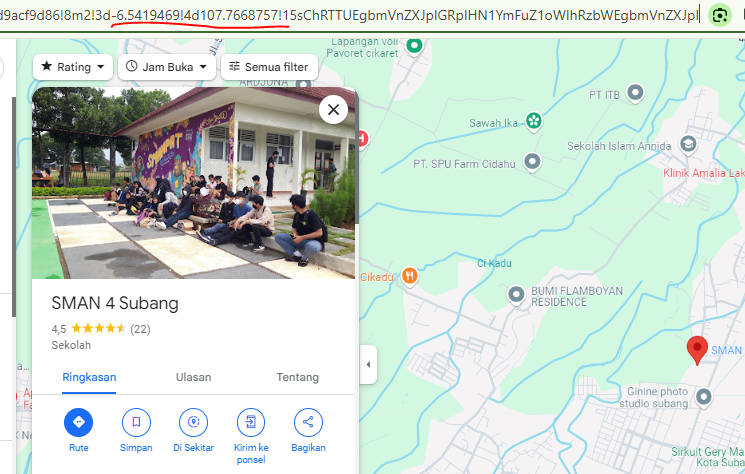 d9acf9d86!8m2!3d-6.5419469!4d107.7668757!15sChRTTUEgbmVnZXJpIGRpIHN1YmFuZ1oWIhRzbWEgbmVnZXJpI
Rating
Jam Buka
Semua filter
Lapangan voli
Pavoret cikaret
PT ITB
Sawah Ika
Sekolah Islam Annida
PT. SPU Farm Cidahu
Klinik Amalia Lak
Ci Kadu
Cikadu
BUMI FLAMBOYAN
RESIDENCE
SMAN
Ginine photo
studio subang
Sirkuit Gery Mang
Kota Suba
SMAN 4 Subang
4,5
(22)
Sekolah
Ringkasan
Ulasan
Tentang
Rute
Simpan
Di Sekitar
Kirim ke
ponsel
Bagikan